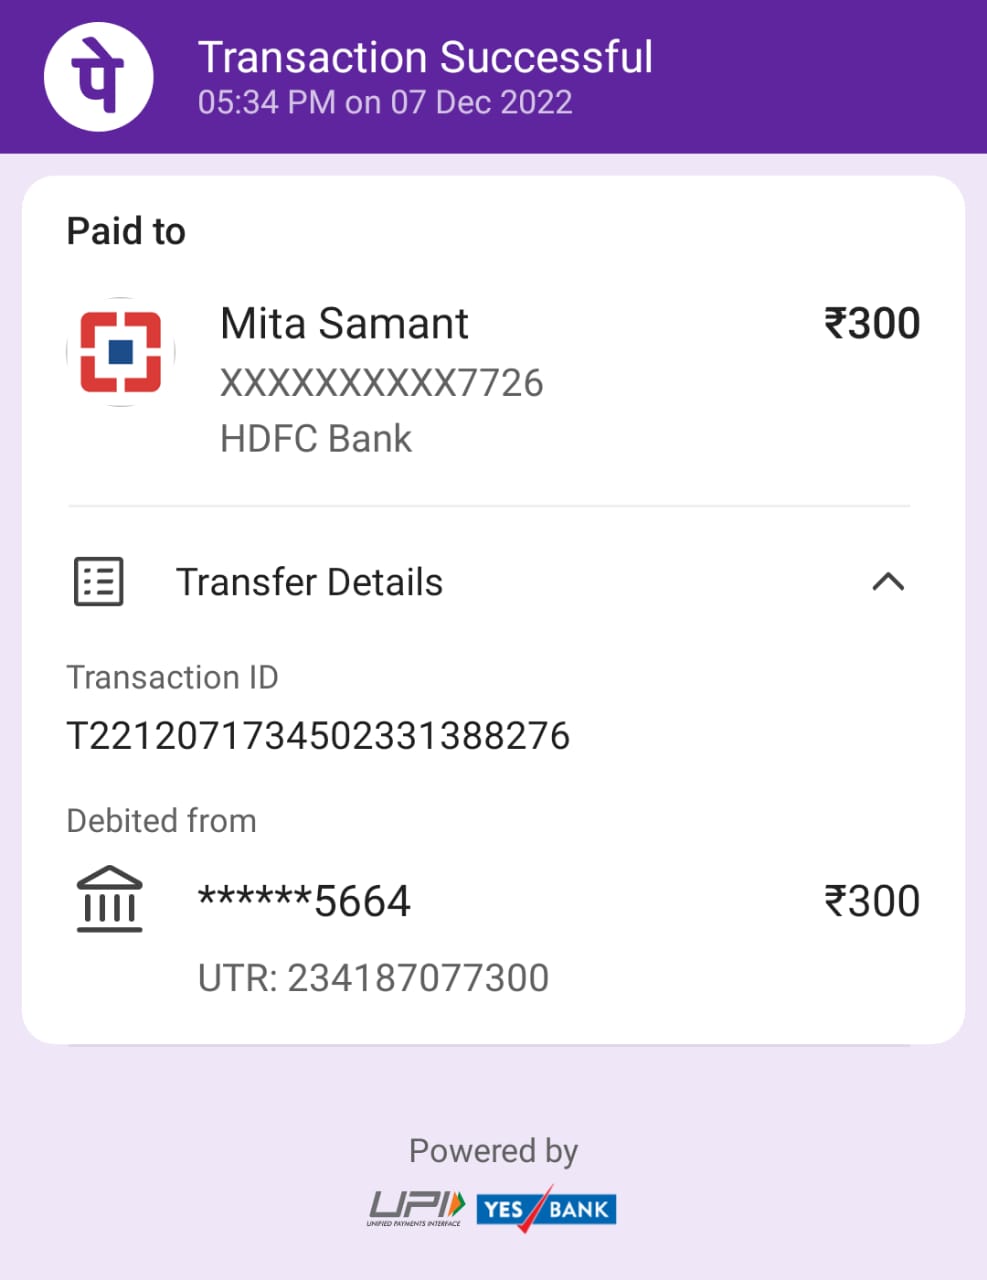 पे
Transaction Successful
05:34 PM on 07 Dec 2022
Paid to
Mita Samant ₹300
XXXXXXXXXX7726
HDFC Bank
Transfer Details
Transaction ID
T2212071734502331388276
Debited from
******5664 ₹300
UTR: 234187077300
Powered by
UPI YES BANK
UNIFIED PAYMENTS INTERFACE